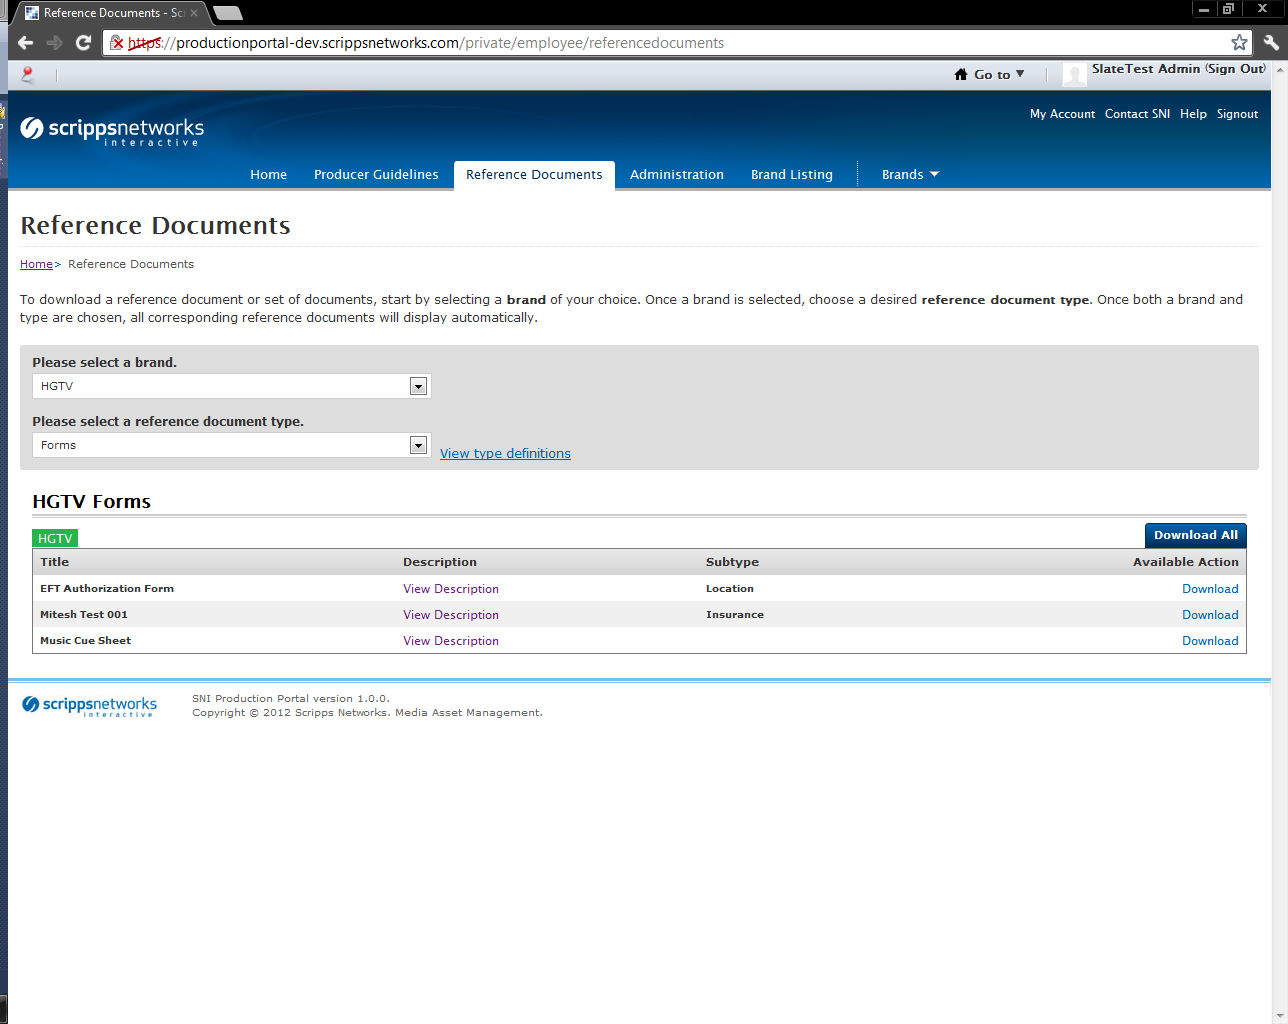 Reference Documents - Sc
https://productionportal-dev.scrippsnetworks.com/private/employee/referencedocuments
Go to
SlateTest Admin (Sign Out)
My Account Contact SNI Help Signout
scrippsnetworks
interactive
Home Producer Guidelines Reference Documents Administration Brand Listing Brands
Reference Documents
Home> Reference Documents
To download a reference document or set of documents, start by selecting a brand of your choice. Once a brand is selected, choose a desired reference document type. Once both a brand and
type are chosen, all corresponding reference documents will display automatically.
Please select a brand.
HGTV
Please select a reference document type.
Forms
View type definitions
HGTV Forms
HGTV
Download All
Title Description Subtype Available Action
EFT Authorization Form View Description Location Download
Mitesh Test 001 View Description Insurance Download
Music Cue Sheet View Description Download
scrippsnetworks
interactive
SNI Production Portal version 1.0.0.
Copyright © 2012 Scripps Networks. Media Asset Management.